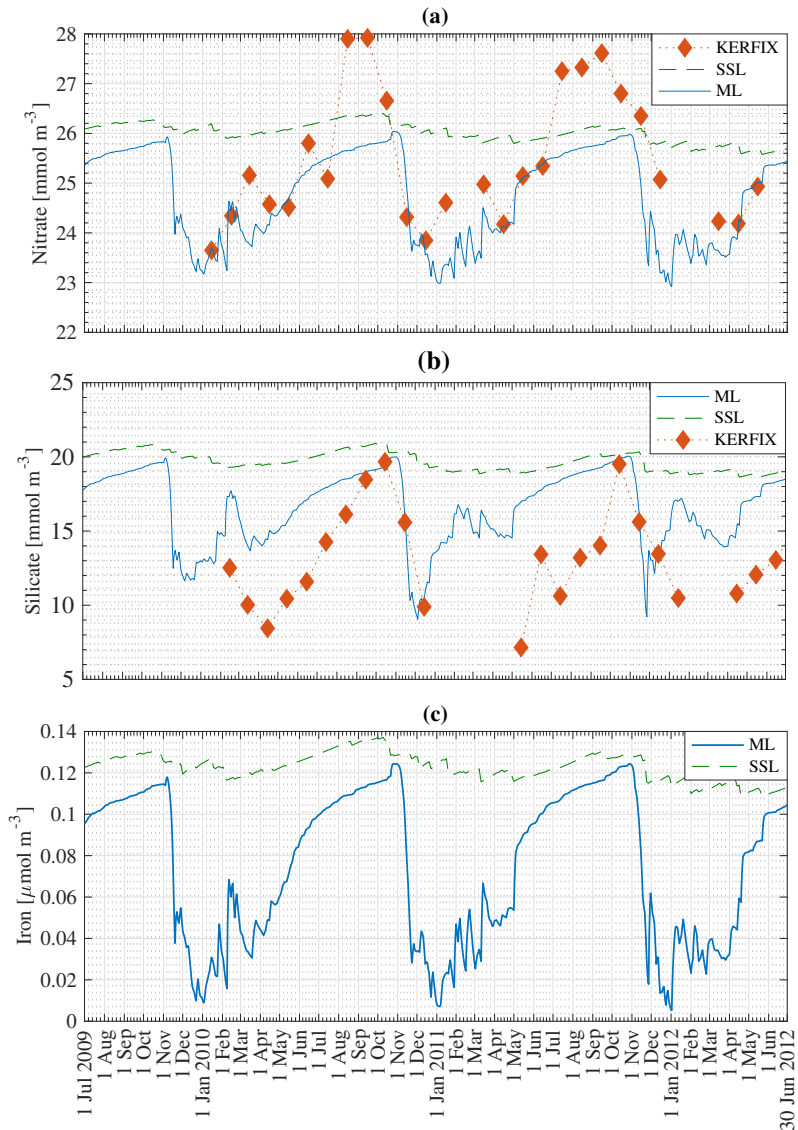 (a)
28
27
26
25
24
23
22
Nitrate [mmol m-3]
KERFIX
SSL
ML
(b)
25
20
15
10
5
Silicate [mmol m-3]
ML
SSL
KERFIX
(c)
0.14
0.12
0.1
0.08
0.06
0.04
0.02
0
Iron [μmol m-3]
ML
SSL
1 Jul 2009
1 Aug
1 Sep
1 Oct
1 Nov
1 Dec
1 Jan 2010
1 Feb
1 Mar
1 Apr
1 May
1 Jun
1 Jul
1 Aug
1 Sep
1 Oct
1 Nov
1 Dec
1 Jan 2011
1 Feb
1 Mar
1 Apr
1 May
1 Jun
1 Jul
1 Aug
1 Sep
1 Oct
1 Nov
1 Dec
1 Jan 2012
1 Feb
1 Mar
1 Apr
1 May
1 Jun
30 Jun 2012